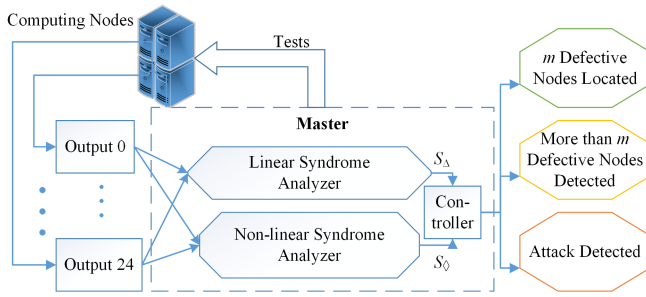 Computing Nodes
Tests
Master
Output 0
Output 24
Linear Syndrome
Analyzer
S∆
Non-linear Syndrome
Analyzer
S◊
Con-
troller
m Defective
Nodes Located
More than m
Defective Nodes
Detected
Attack Detected